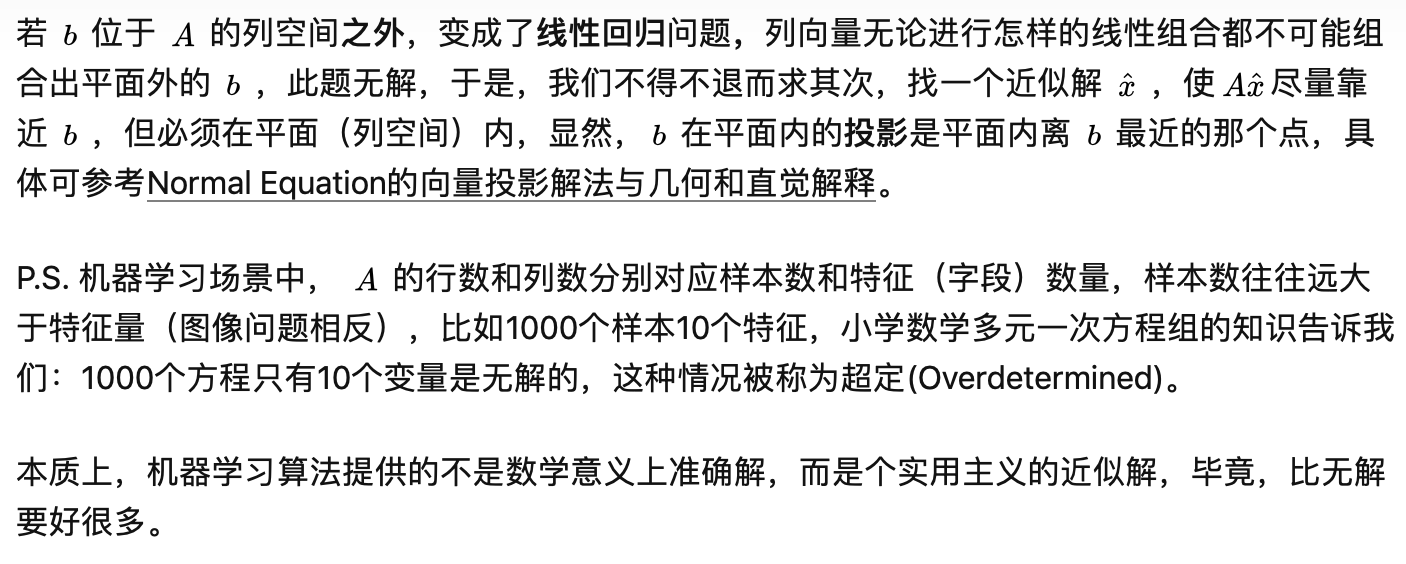 若 b 位于 A 的列空间之外，变成了线性回归问题，列向量无论进行怎样的线性组合都不可能组
合出平面外的 b ，此题无解，于是，我们不得不退而求其次，找一个近似解 x̂ ，使 Ax̂ 尽量靠
近 b ，但必须在平面（列空间）内，显然， b 在平面内的投影是平面内离 b 最近的那个点，具
体可参考Normal Equation的向量投影解法与几何和直觉解释。
P.S. 机器学习场景中， A 的行数和列数分别对应样本数和特征（字段）数量，样本数往往远大
于特征量（图像问题相反），比如1000个样本10个特征，小学数学多元一次方程组的知识告诉我
们：1000个方程只有10个变量是无解的，这种情况被称为超定(Overdetermined)。
本质上，机器学习算法提供的不是数学意义上准确解，而是个实用主义的近似解，毕竟，比无解
要好很多。